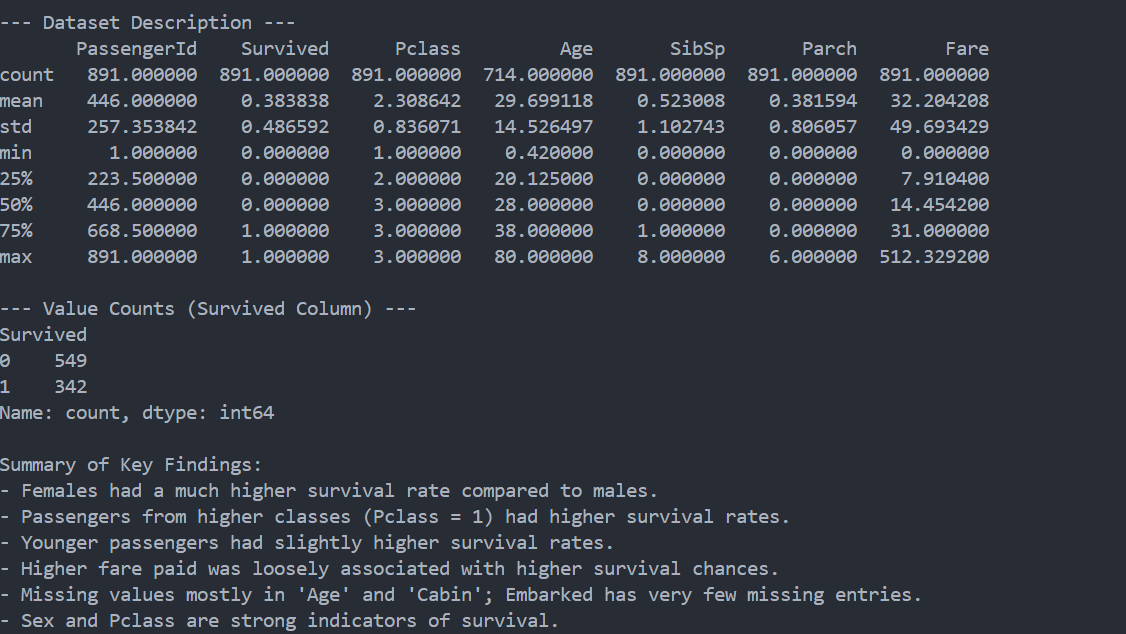 --- Dataset Description ---
       PassengerId    Survived      Pclass         Age       SibSp       Parch        Fare
count   891.000000  891.000000  891.000000  714.000000  891.000000  891.000000  891.000000
mean    446.000000    0.383838    2.308642   29.699118    0.523008    0.381594   32.204208
std     257.353842    0.486592    0.836071   14.526497    1.102743    0.806057   49.693429
min       1.000000    0.000000    1.000000    0.420000    0.000000    0.000000    0.000000
25%     223.500000    0.000000    2.000000   20.125000    0.000000    0.000000    7.910400
50%     446.000000    0.000000    3.000000   28.000000    0.000000    0.000000   14.454200
75%     668.500000    1.000000    3.000000   38.000000    1.000000    0.000000   31.000000
max     891.000000    1.000000    3.000000   80.000000    8.000000    6.000000  512.329200
--- Value Counts (Survived Column) ---
Survived
0    549
1    342
Name: count, dtype: int64
Summary of Key Findings:
- Females had a much higher survival rate compared to males.
- Passengers from higher classes (Pclass = 1) had higher survival rates.
- Younger passengers had slightly higher survival rates.
- Higher fare paid was loosely associated with higher survival chances.
- Missing values mostly in 'Age' and 'Cabin'; Embarked has very few missing entries.
- Sex and Pclass are strong indicators of survival.